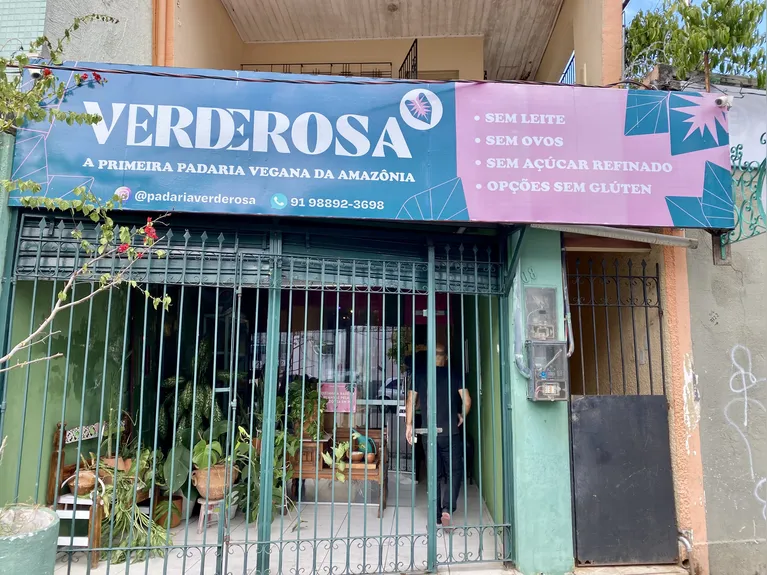 VERDEROSA
A PRIMEIRA PADARIA VEGANA DA AMAZÔNIA
@padariaverderosa 91 98892-3698
• SEM LEITE
• SEM OVOS
• SEM AÇÚCAR REFINADO
• OPÇÕES SEM GLÚTEN